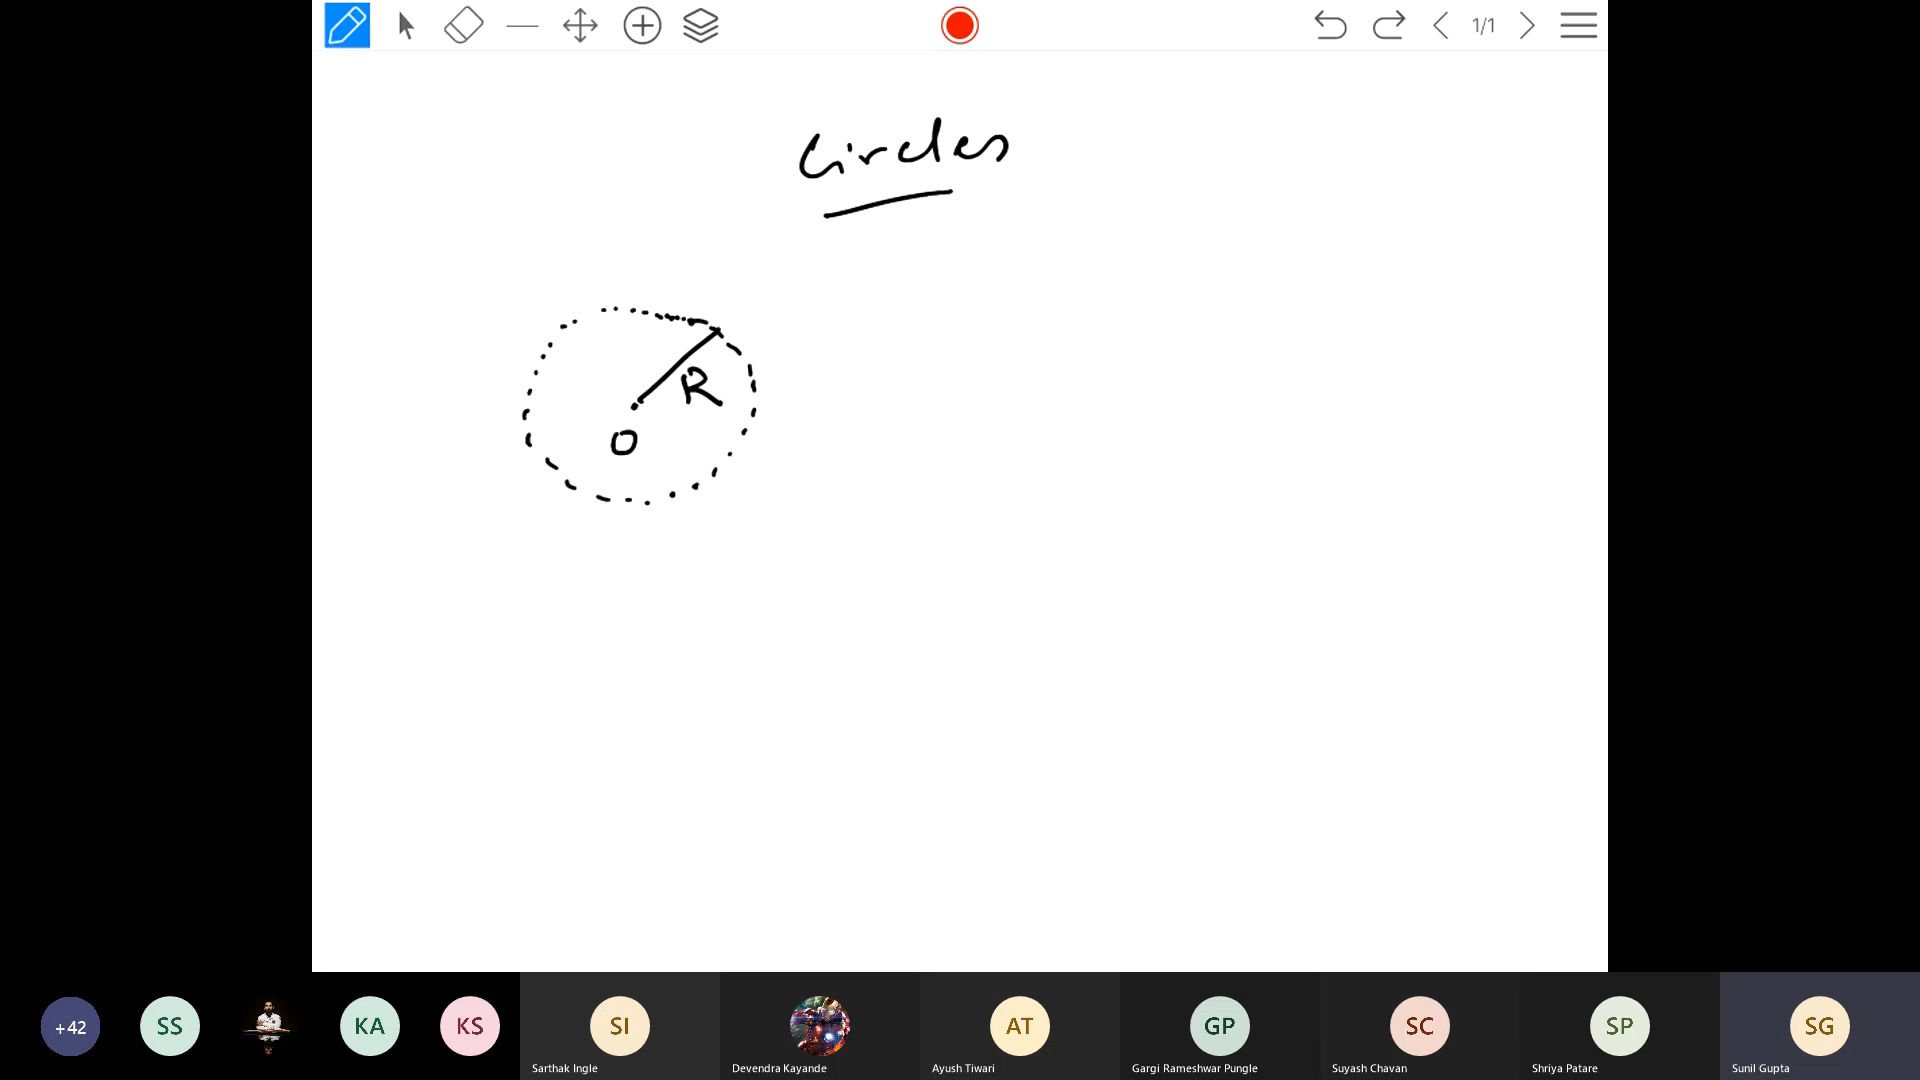 1/1
Circles
R
O
+42
SS
KA
KS
SI
AT
GP
SC
SP
SG
Sarthak Ingle
Devendra Kayande
Ayush Tiwari
Gargi Rameshwar Pungle
Suyash Chavan
Shriya Patare
Sunil Gupta